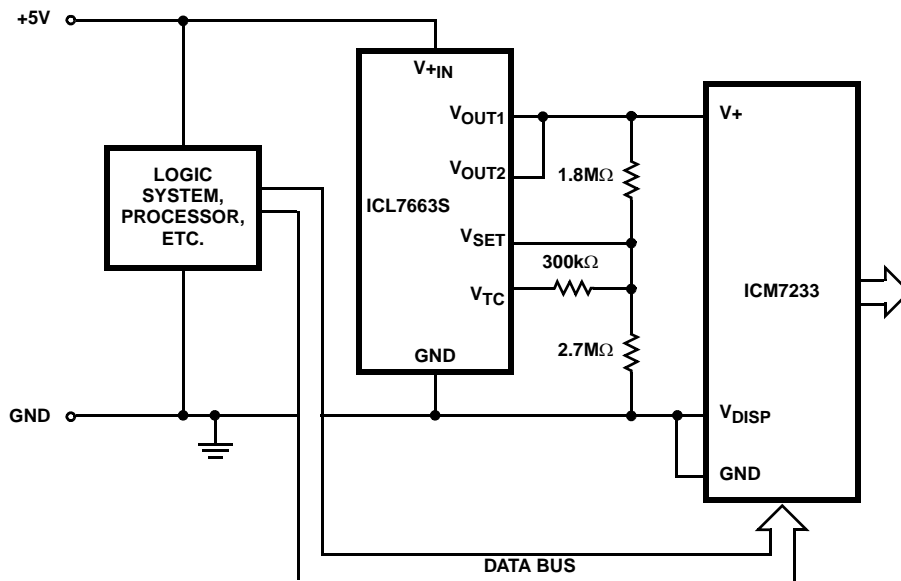 +5V
V+IN
VOUT1
VOUT2
ICL7663S
VSET
VTC
GND
LOGIC
SYSTEM,
PROCESSOR,
ETC.
1.8MΩ
300kΩ
2.7MΩ
V+
ICM7233
VDISP
GND
GND
DATA BUS